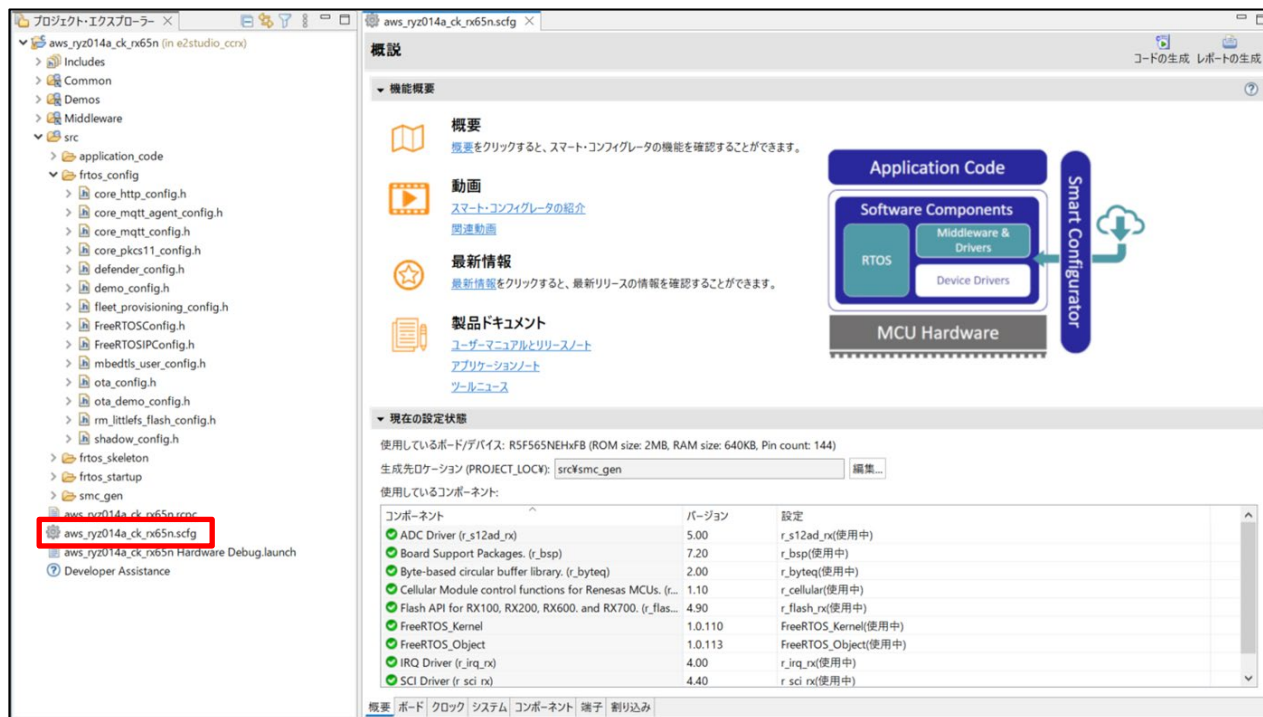 プロジェクト・エクスプローラー
aws_ryz014a_ck_rx65n (in e2studio_ccrx)
Includes
Common
Demos
Middleware
src
application_code
frtos_config
core_http_config.h
core_mqtt_agent_config.h
core_mqtt_config.h
core_pkcs11_config.h
defender_config.h
demo_config.h
fleet_provisioning_config.h
FreeRTOSConfig.h
FreeRTOSIPConfig.h
mbedtls_user_config.h
ota_config.h
ota_demo_config.h
rm_littlefs_flash_config.h
shadow_config.h
frtos_skeleton
frtos_startup
smc_gen
aws_ryz014a_ck_rx65n.rcpc
aws_ryz014a_ck_rx65n.scfg
aws_ryz014a_ck_rx65n Hardware Debug.launch
Developer Assistance
aws_ryz014a_ck_rx65n.scfg
概説
コードの生成 レポートの生成
機能概要
概要
概要をクリックすると、スマート・コンフィグレータの機能を確認することができます。
動画
スマート・コンフィグレータの紹介
関連動画
最新情報
最新情報をクリックすると、最新リリースの情報を確認することができます。
製品ドキュメント
ユーザーマニュアルとリリースノート
アプリケーションノート
ツールニュース
Application Code
Software Components
RTOS
Middleware &
Drivers
Device Drivers
MCU Hardware
Smart Configurator
現在の設定状態
使用しているボード/デバイス: R5F565NEHxFB (ROM size: 2MB, RAM size: 640KB, Pin count: 144)
生成先ロケーション (PROJECT_LOC¥): src¥smc_gen 編集...
使用しているコンポーネント:
コンポーネント バージョン 設定
ADC Driver (r_s12ad_rx) 5.00 r_s12ad_rx(使用中)
Board Support Packages. (r_bsp) 7.20 r_bsp(使用中)
Byte-based circular buffer library. (r_byteq) 2.00 r_byteq(使用中)
Cellular Module control functions for Renesas MCUs. (r... 1.10 r_cellular(使用中)
Flash API for RX100, RX200, RX600. and RX700. (r_flas... 4.90 r_flash_rx(使用中)
FreeRTOS_Kernel 1.0.110 FreeRTOS_Kernel(使用中)
FreeRTOS_Object 1.0.113 FreeRTOS_Object(使用中)
IRQ Driver (r_irq_rx) 4.00 r_irq_rx(使用中)
SCI Driver (r_sci_rx) 4.40 r_sci_rx(使用中)
概要 ボード クロック システム コンポーネント 端子 割り込み